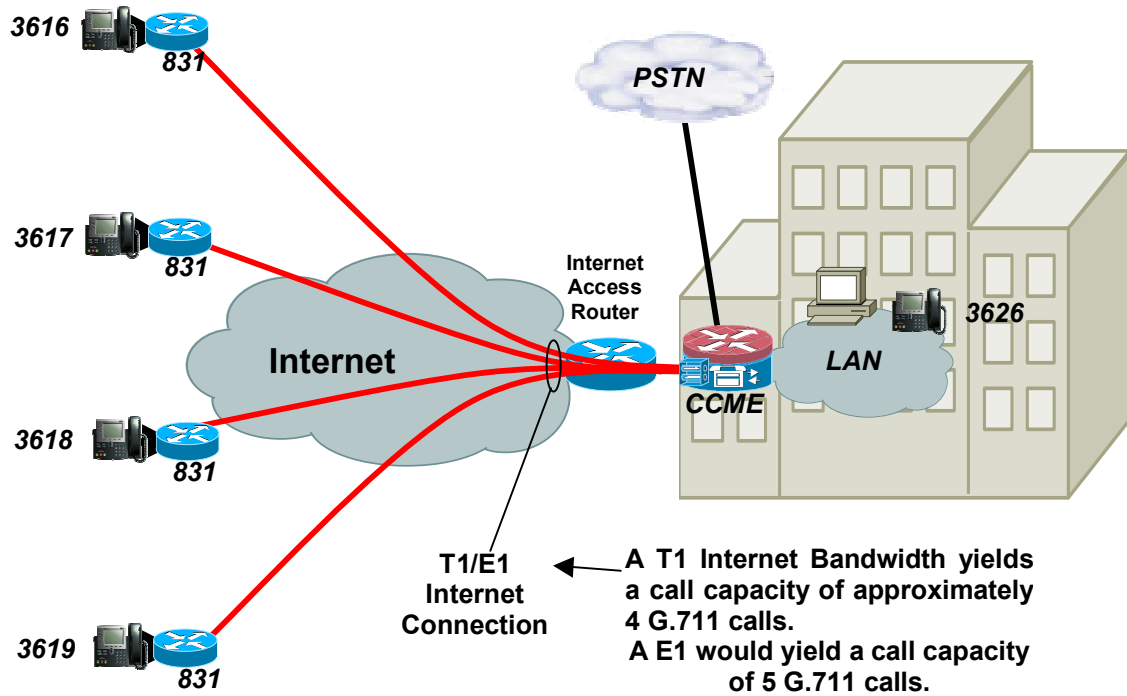 3616
831
PSTN
3617
831
Internet
Access
Router
3626
Internet
LAN
CCME
3618
831
T1/E1
Internet
Connection
A T1 Internet Bandwidth yields
a call capacity of approximately
4 G.711 calls.
A E1 would yield a call capacity
of 5 G.711 calls.
3619
831